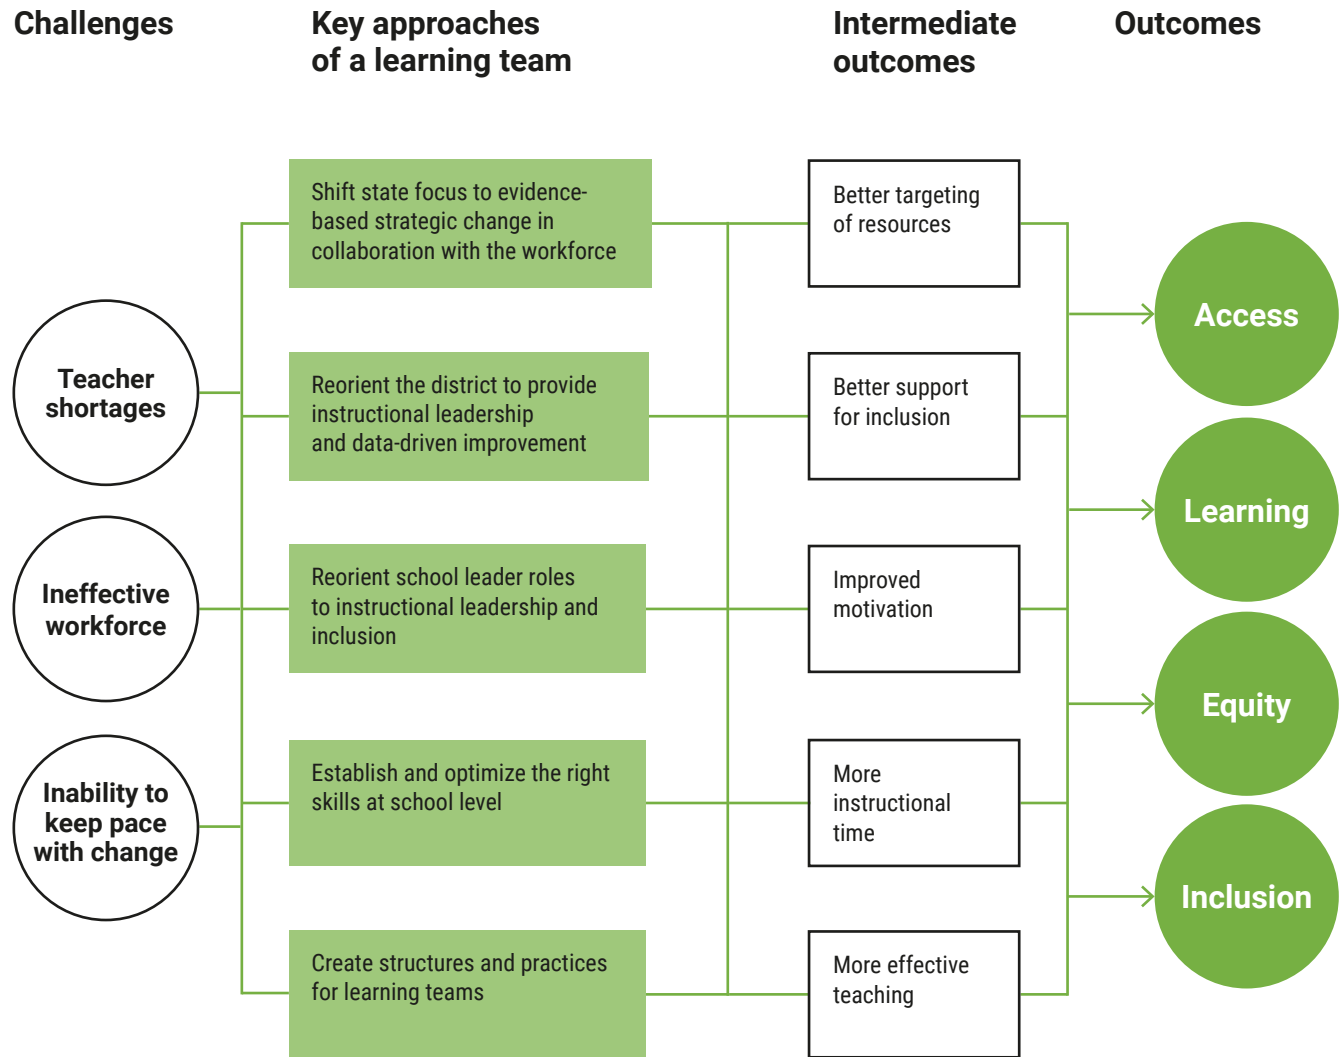 Challenges
Key approaches
of a learning team
Intermediate
outcomes
Outcomes
Teacher
shortages
Ineffective
workforce
Inability to
keep pace
with change
Shift state focus to evidence-
based strategic change in
collaboration with the workforce
Reorient the district to provide
instructional leadership
and data-driven improvement
Reorient school leader roles
to instructional leadership and
inclusion
Establish and optimize the right
skills at school level
Create structures and practices
for learning teams
Better targeting
of resources
Better support
for inclusion
Improved
motivation
More
instructional
time
More effective
teaching
Access
Learning
Equity
Inclusion